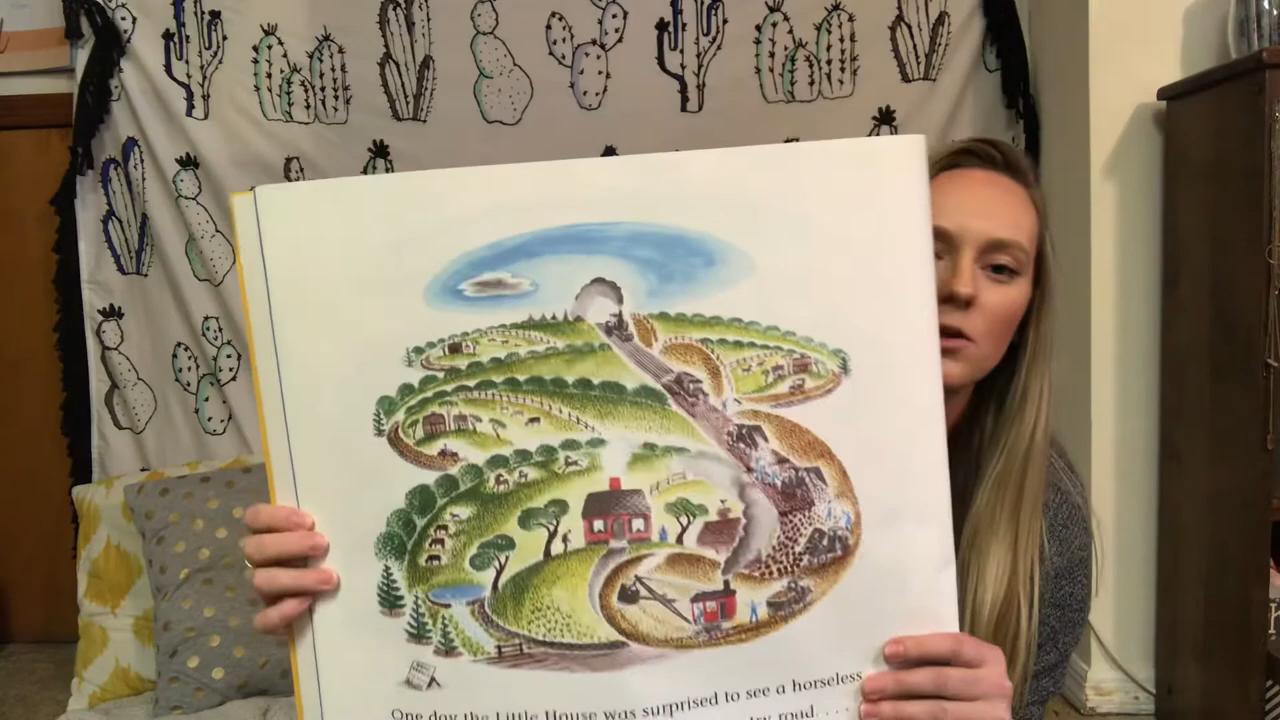 One day the Little House was surprised to see a horseless
road. . . .